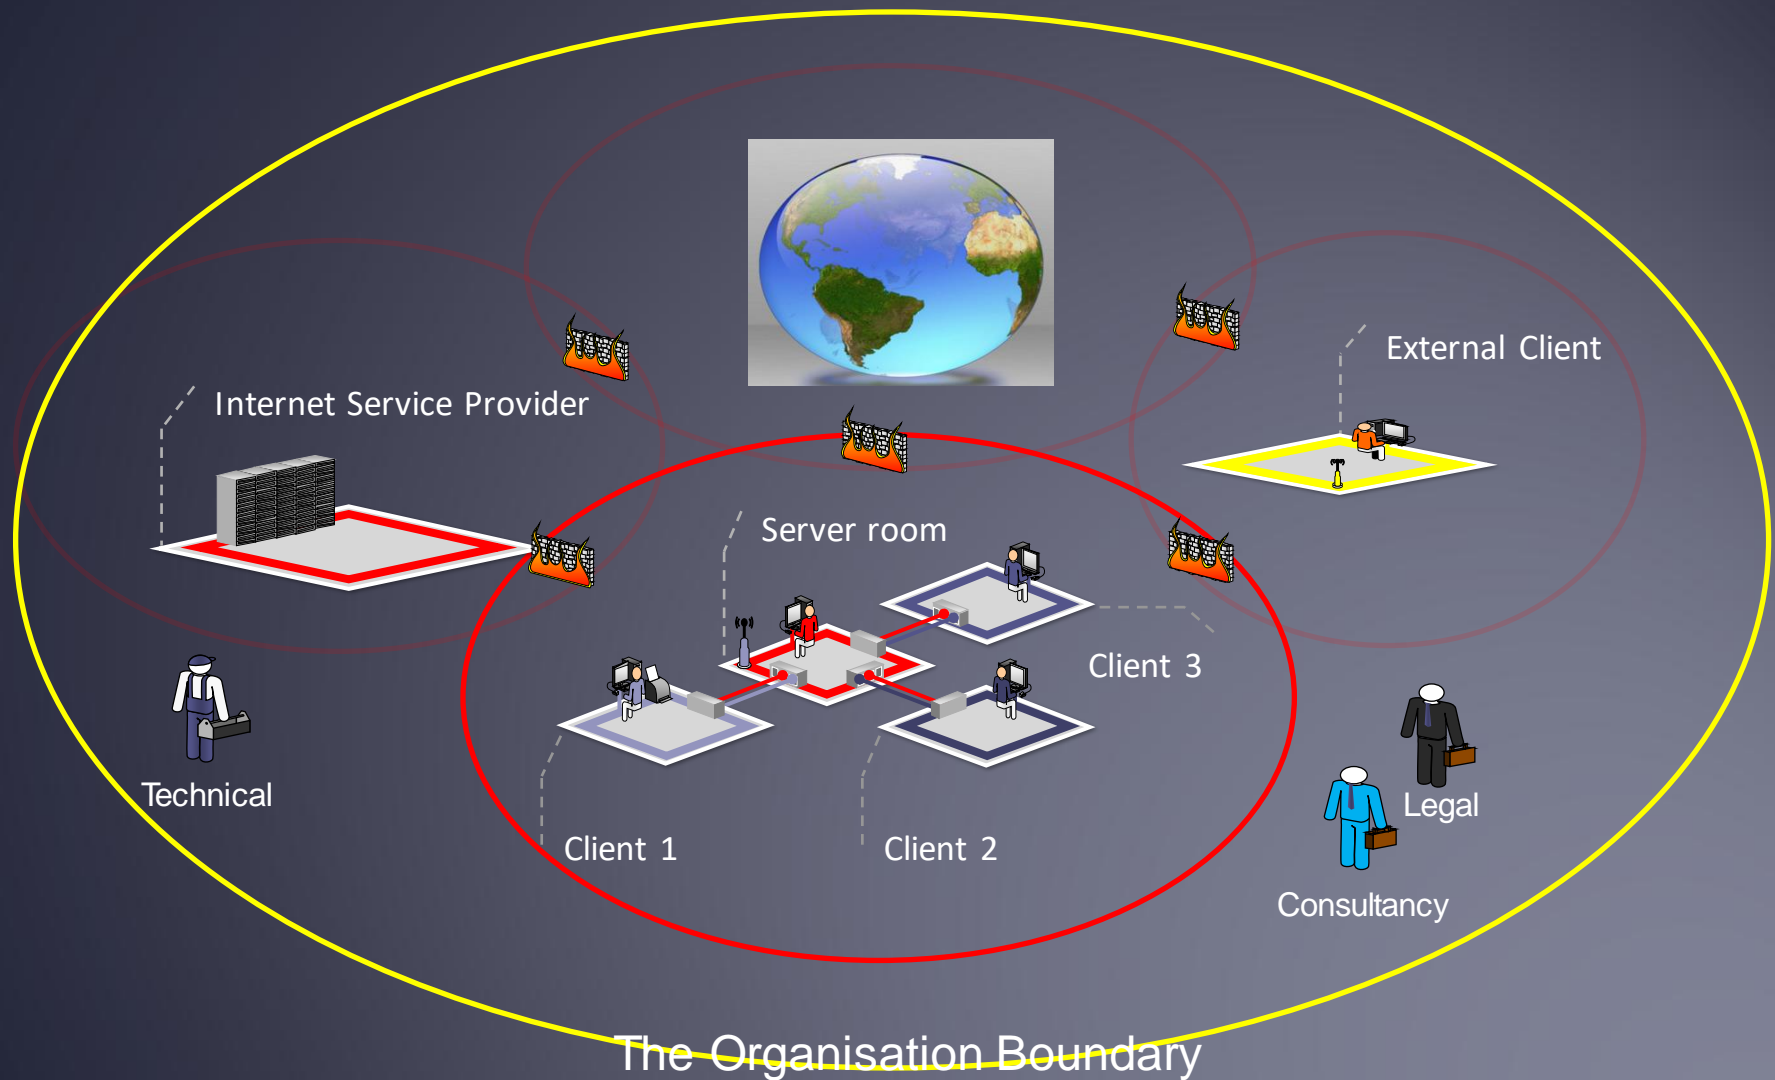 External Client
Internet Service Provider
Server room
Client 3
Technical
Legal
Client 1
Client 2
Consultancy
The Organisation Boundary